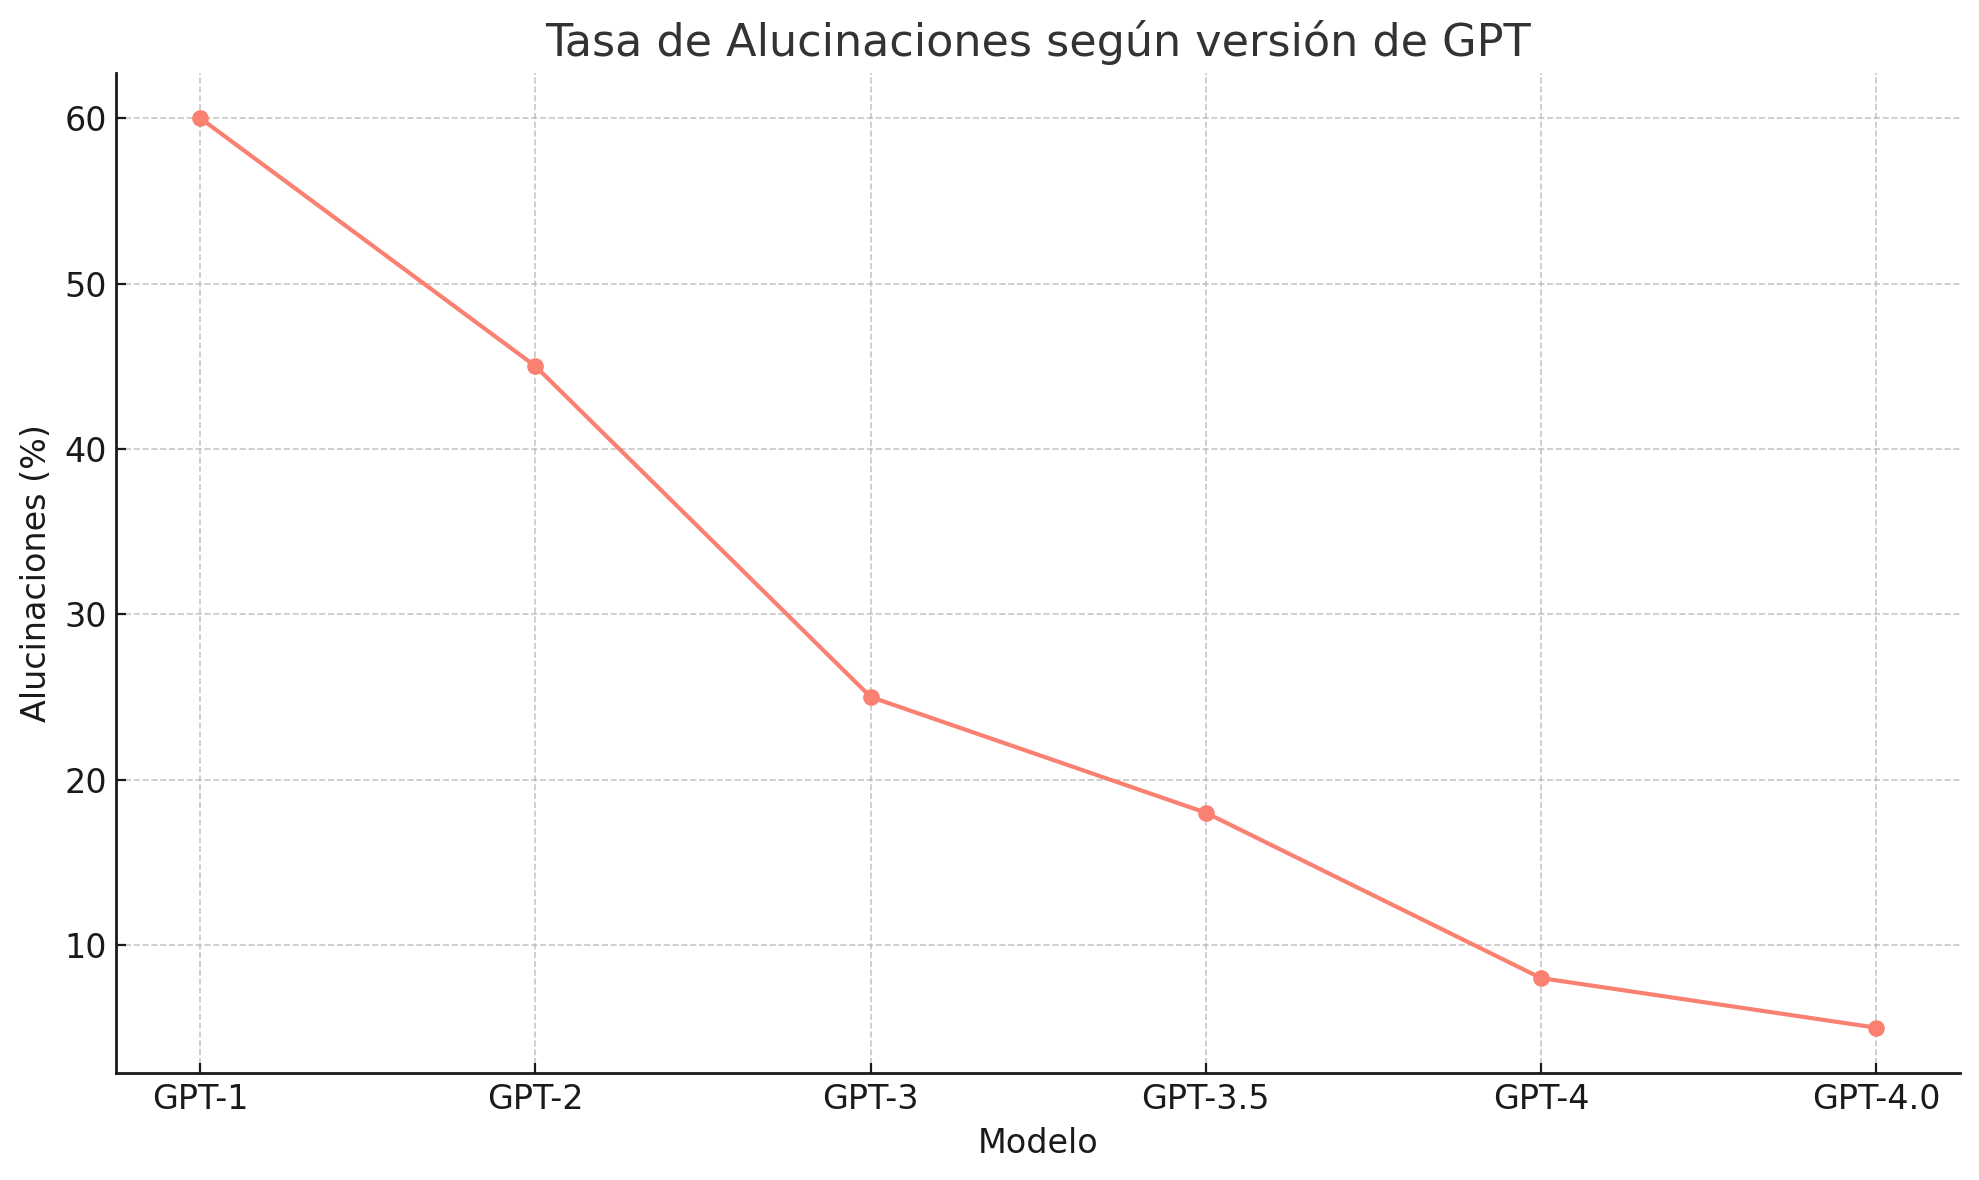 Tasa de Alucinaciones según versión de GPT
60
50
40
30
20
10
Alucinaciones (%)
GPT-1 GPT-2 GPT-3 GPT-3.5 GPT-4 GPT-4.0
Modelo